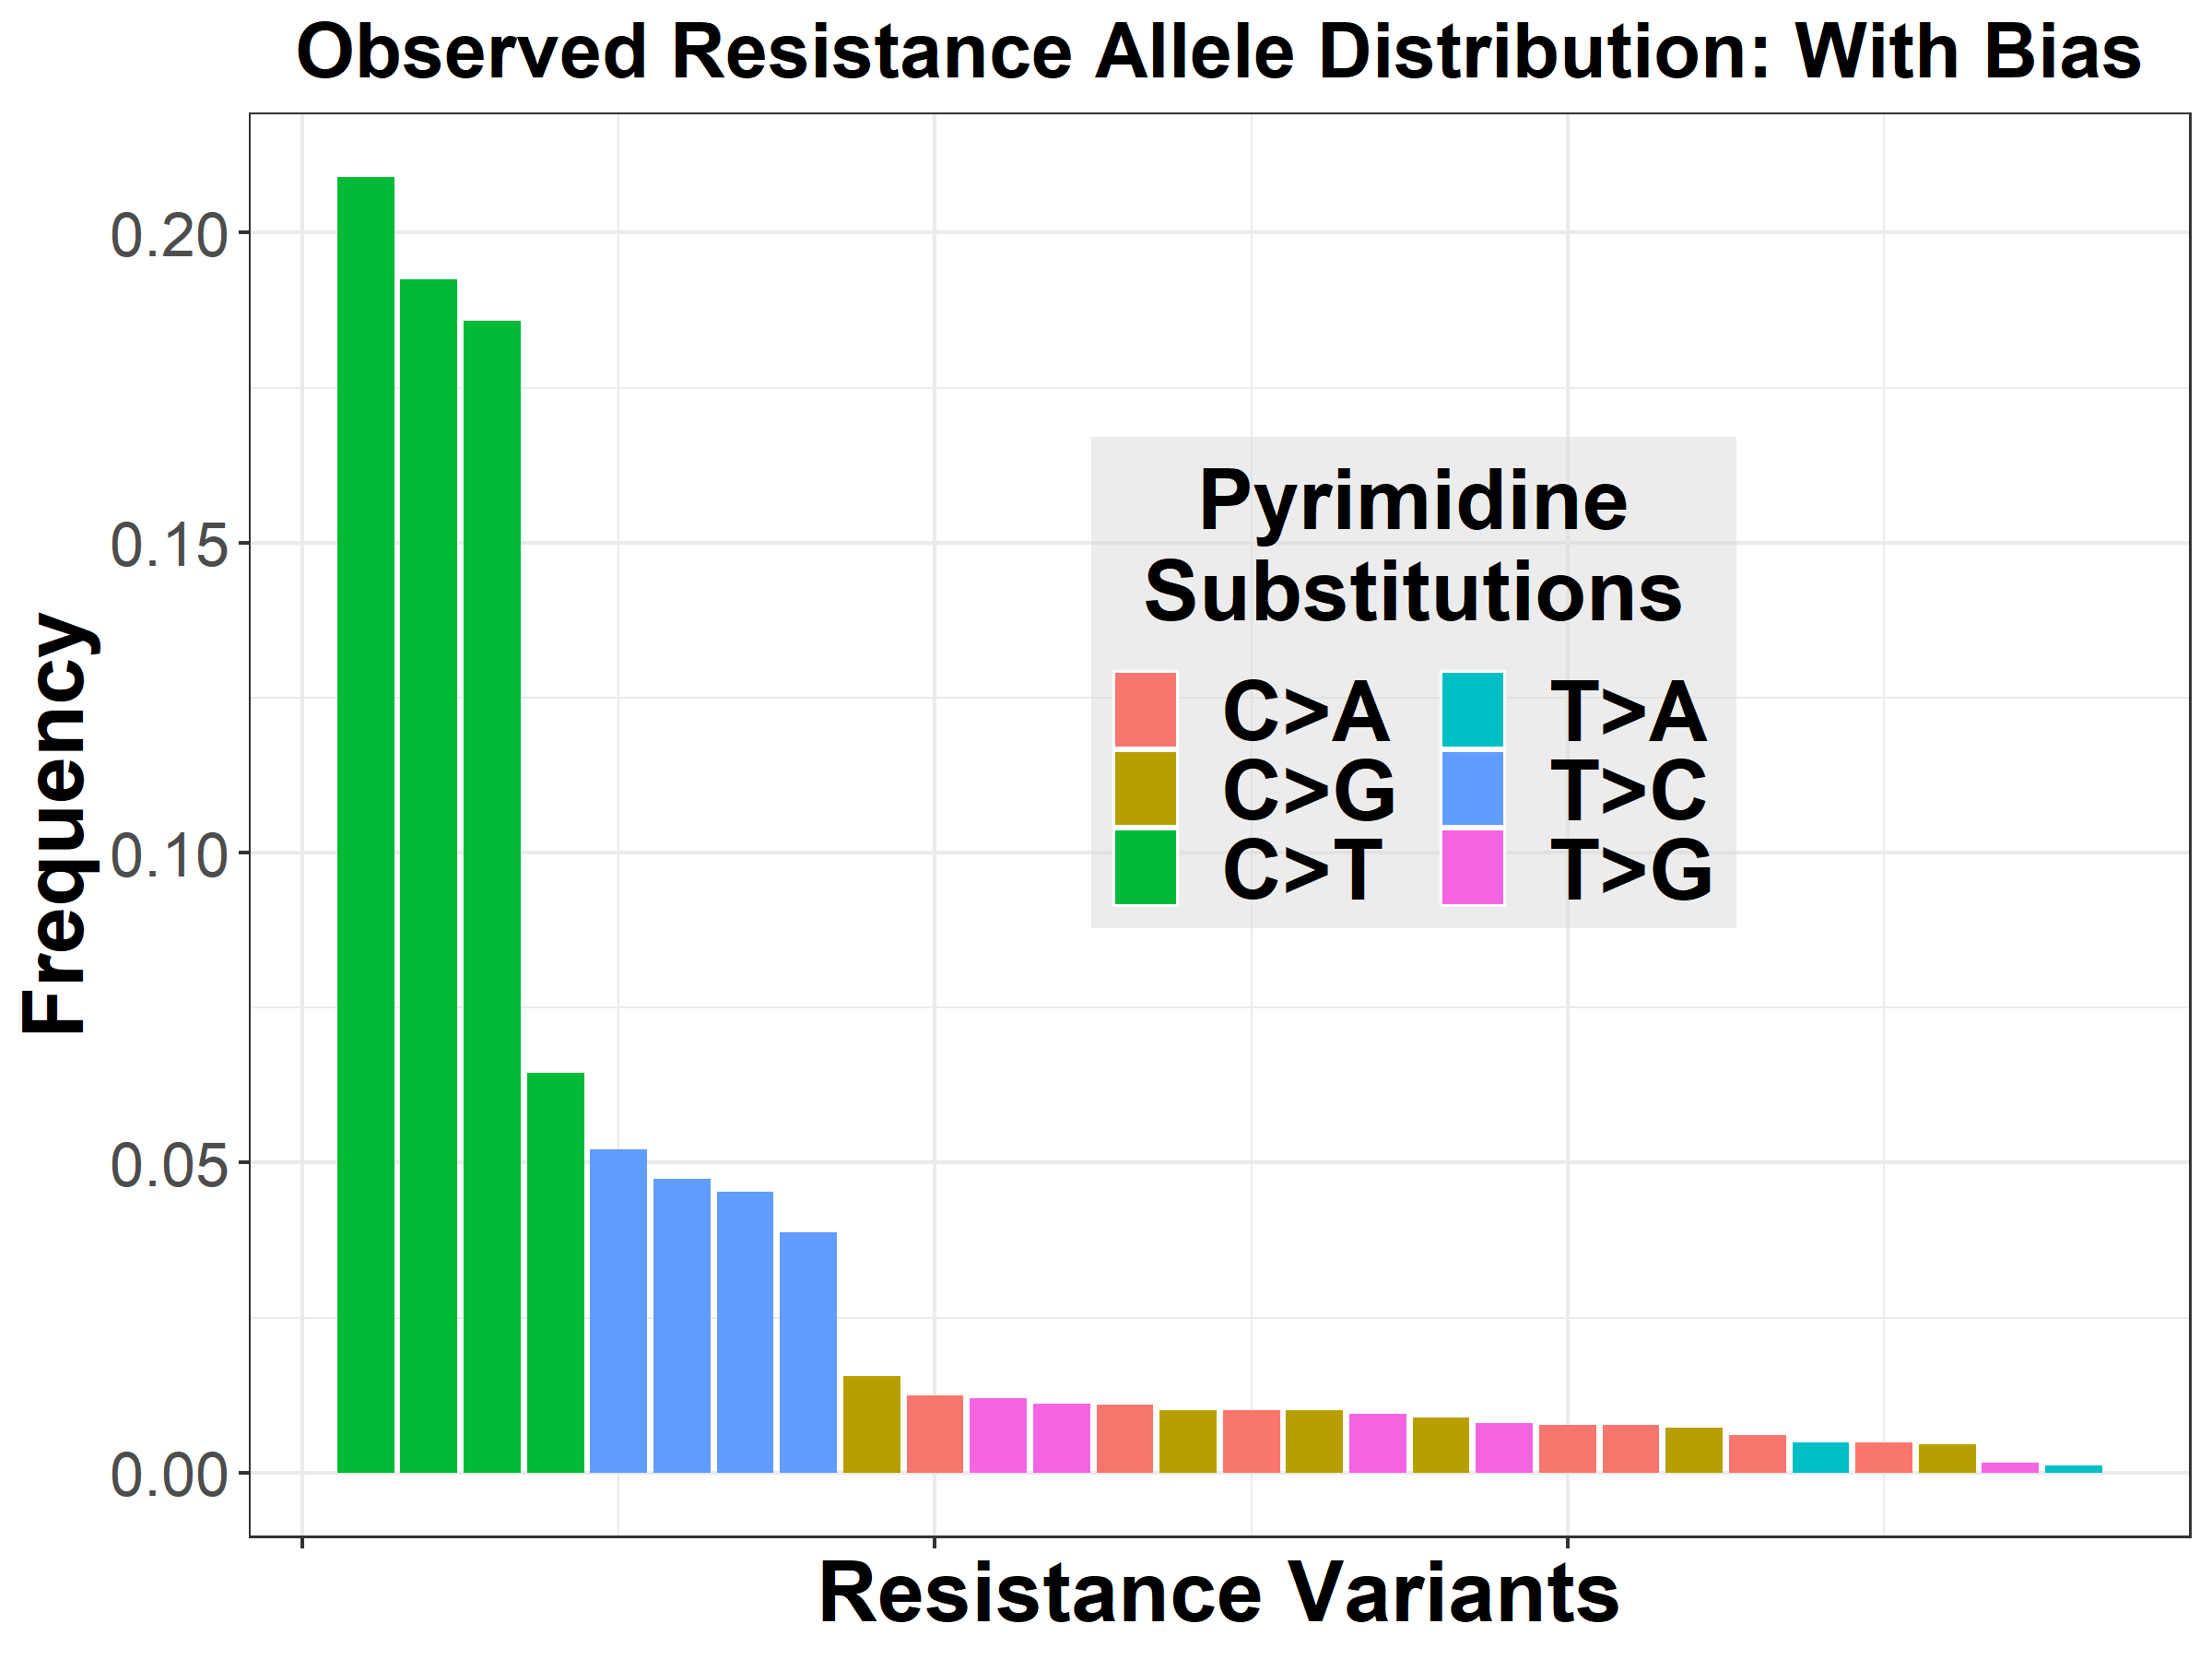 Observed Resistance Allele Distribution: With Bias
0.20
0.15
0.10
0.05
0.00
Frequency
Pyrimidine
Substitutions
C>A T>A
C>G T>C
C>T T>G
Resistance Variants